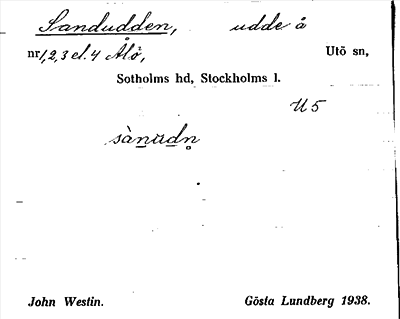 Sandudden, udde å
nr 1, 2, 3 el. 4 Ålö, Utö sn,
Sotholms hd, Stockholms l.
U 5
sànudn̥
John Westin. Gösta Lundberg 1938.